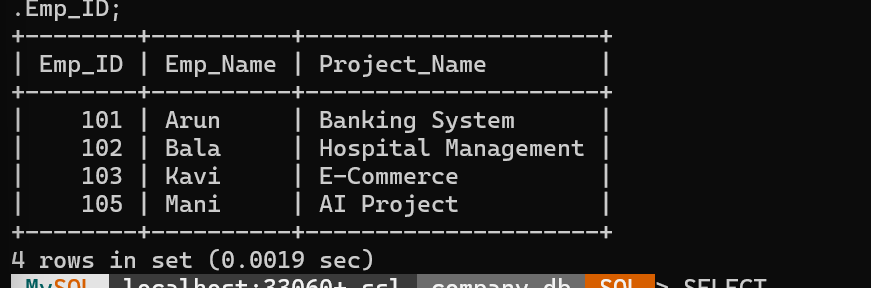 .Emp_ID;
+--------+----------+---------------------+
| Emp_ID | Emp_Name | Project_Name        |
+--------+----------+---------------------+
|    101 | Arun     | Banking System      |
|    102 | Bala     | Hospital Management |
|    103 | Kavi     | E-Commerce          |
|    105 | Mani     | AI Project          |
+--------+----------+---------------------+
4 rows in set (0.0019 sec)
MySQL localhost:33060+ ssl company_db SQL > SELECT